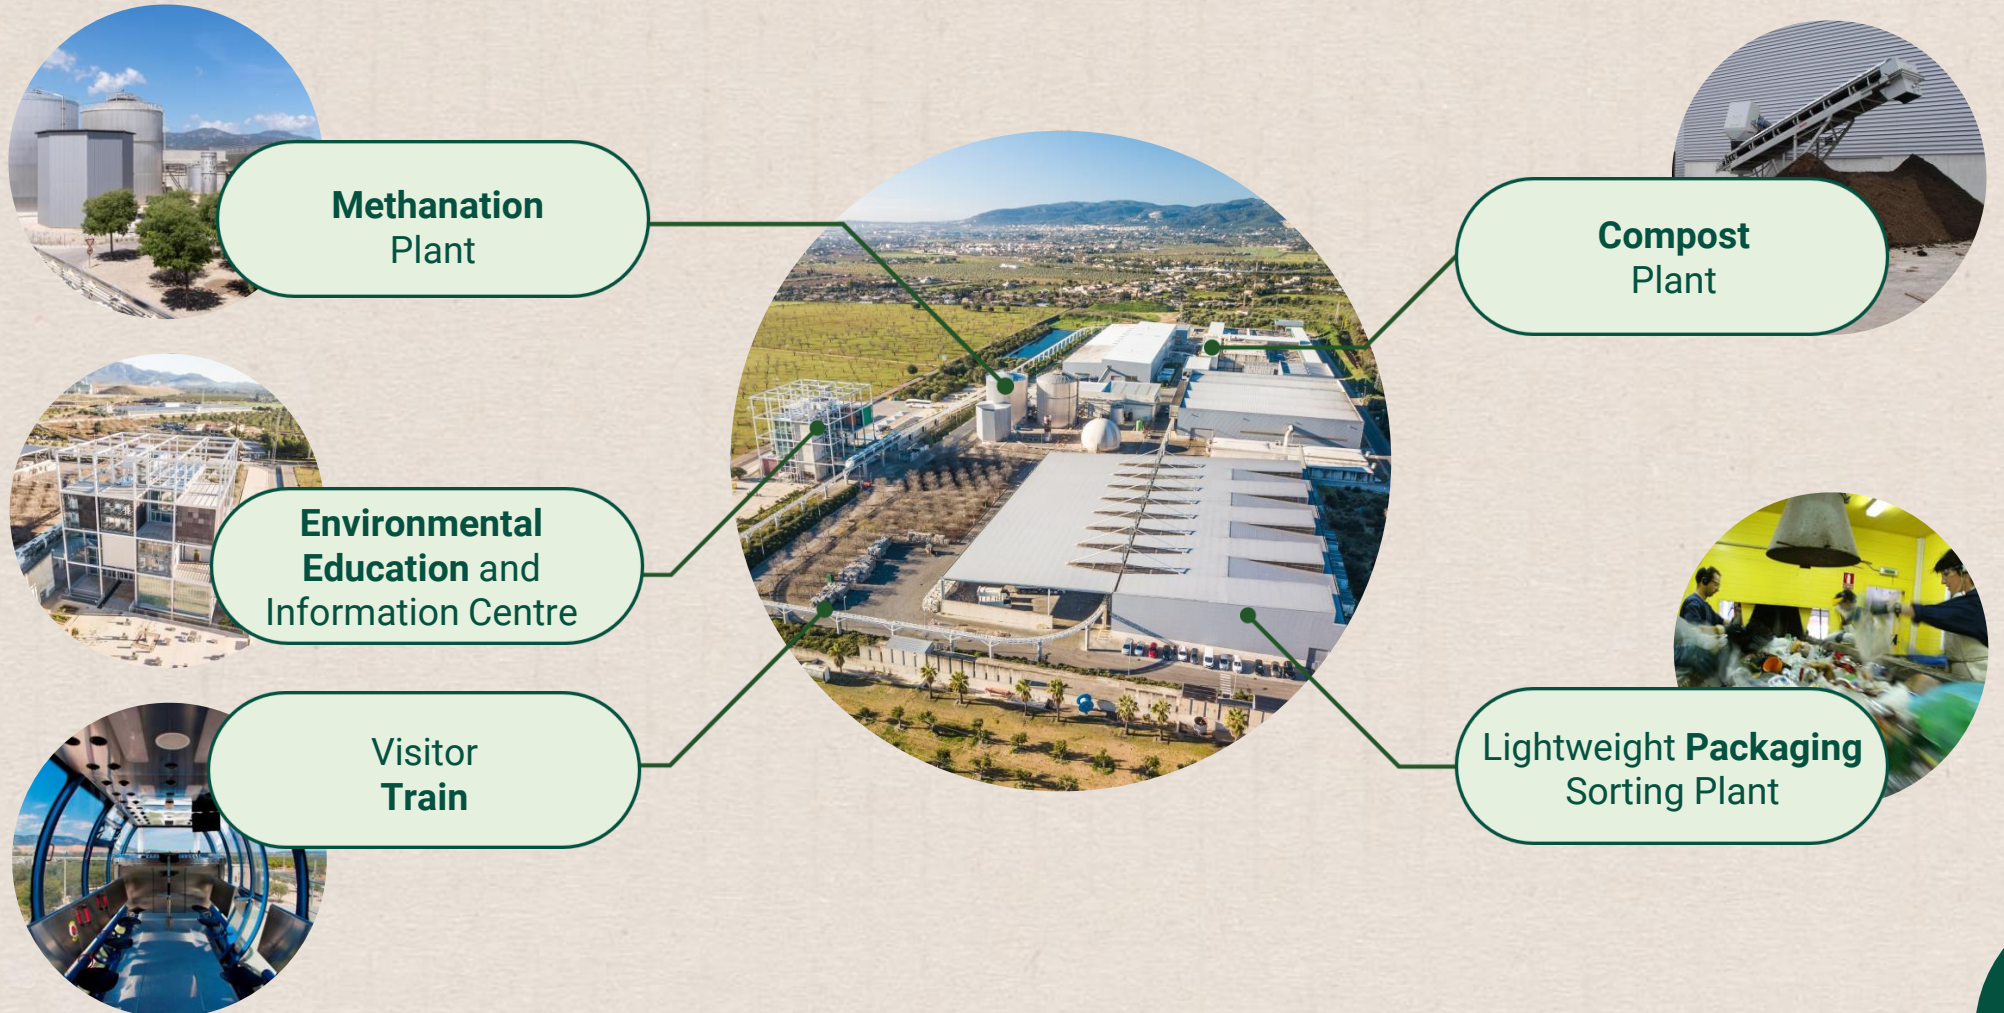 Methanation
Plant
Environmental
Education and
Information Centre
Visitor
Train
Compost
Plant
Lightweight Packaging
Sorting Plant